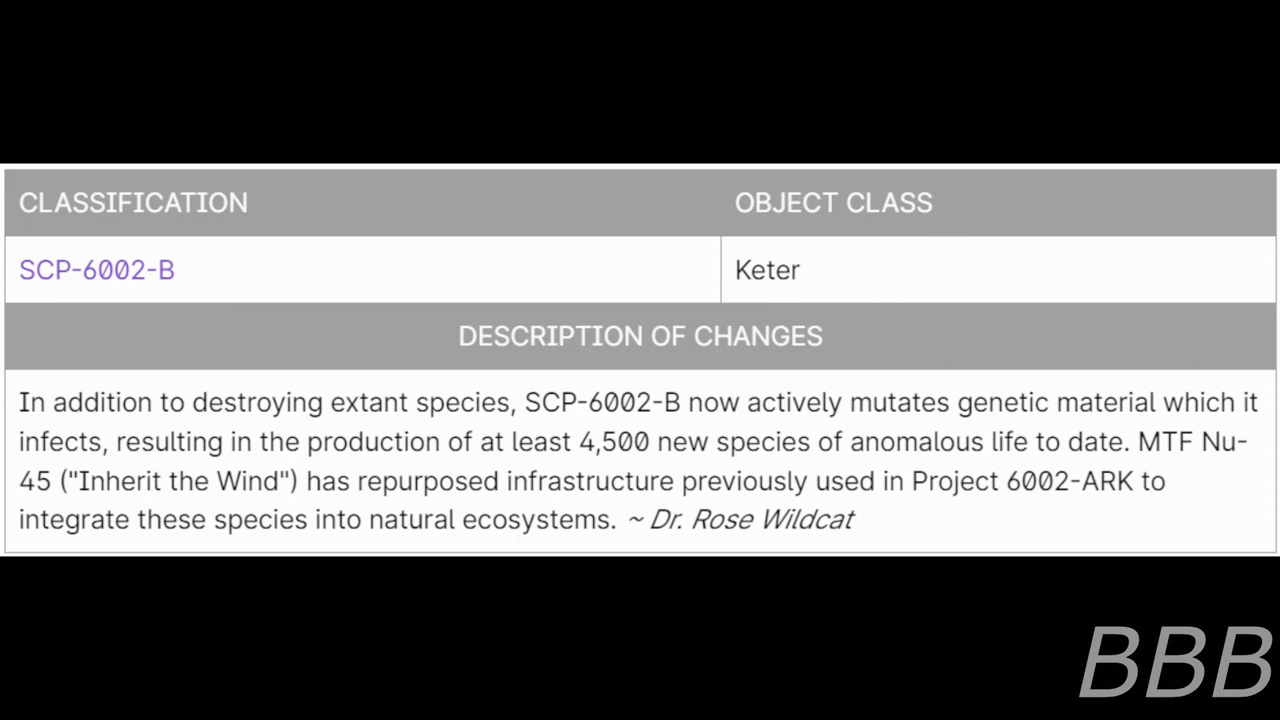 CLASSIFICATION OBJECT CLASS
SCP-6002-B Keter
DESCRIPTION OF CHANGES
In addition to destroying extant species, SCP-6002-B now actively mutates genetic material which it
infects, resulting in the production of at least 4,500 new species of anomalous life to date. MTF Nu-
45 ("Inherit the Wind") has repurposed infrastructure previously used in Project 6002-ARK to
integrate these species into natural ecosystems. ~ Dr. Rose Wildcat
BBB